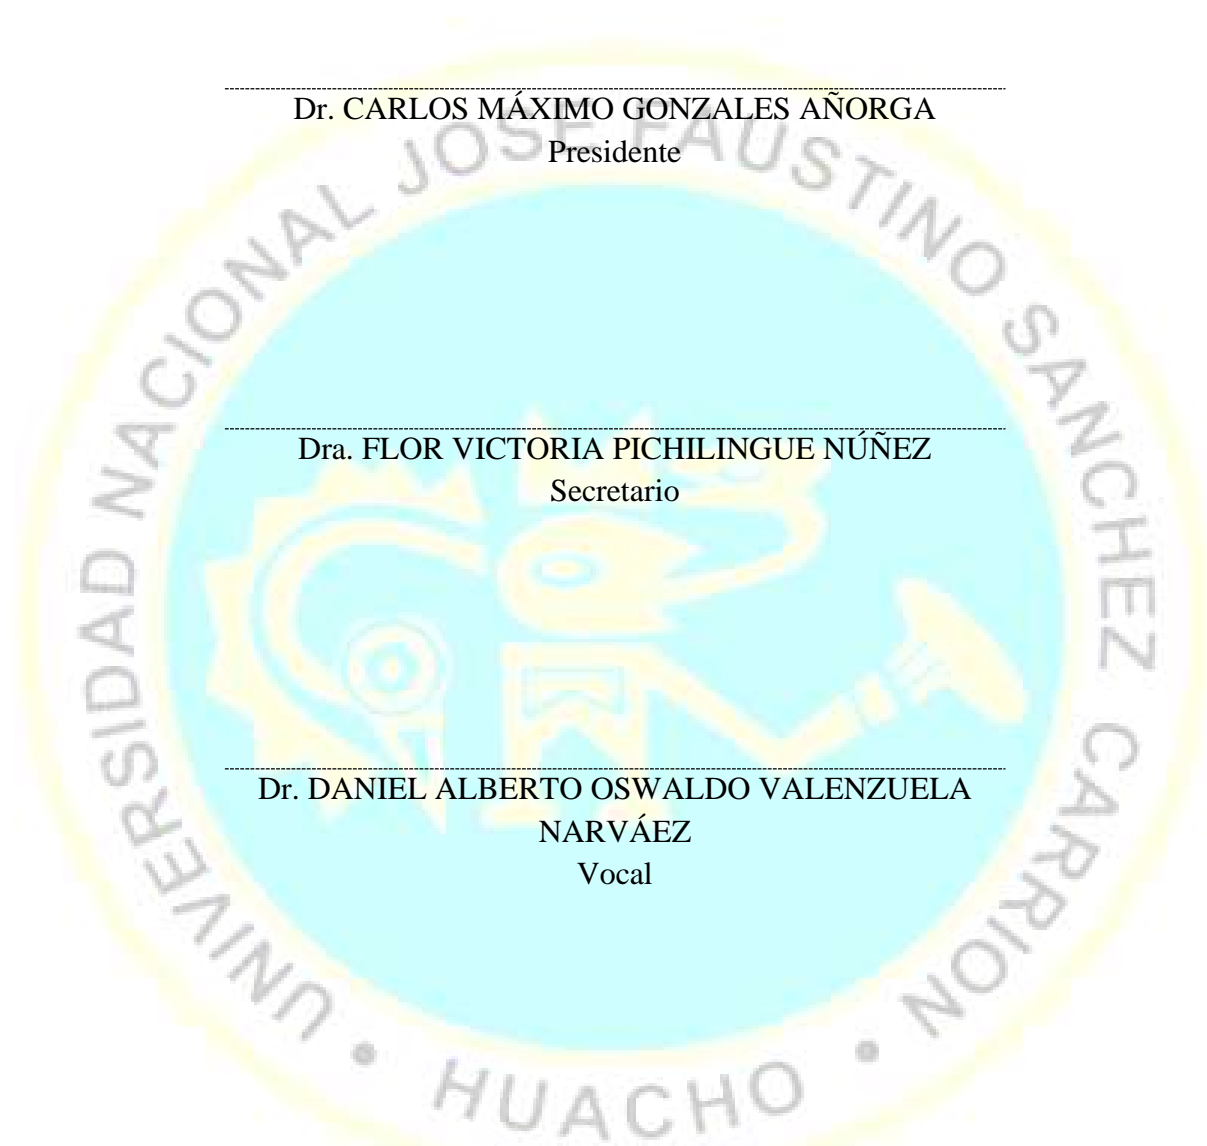 Dr. CARLOS MÁXIMO GONZALES AÑORGA
Presidente
Dra. FLOR VICTORIA PICHILINGUE NÚÑEZ
Secretario
Dr. DANIEL ALBERTO OSWALDO VALENZUELA
NARVÁEZ
Vocal
UNIVERSIDAD NACIONAL JOSE FAUSTINO SANCHEZ CARRION
• HUACHO •